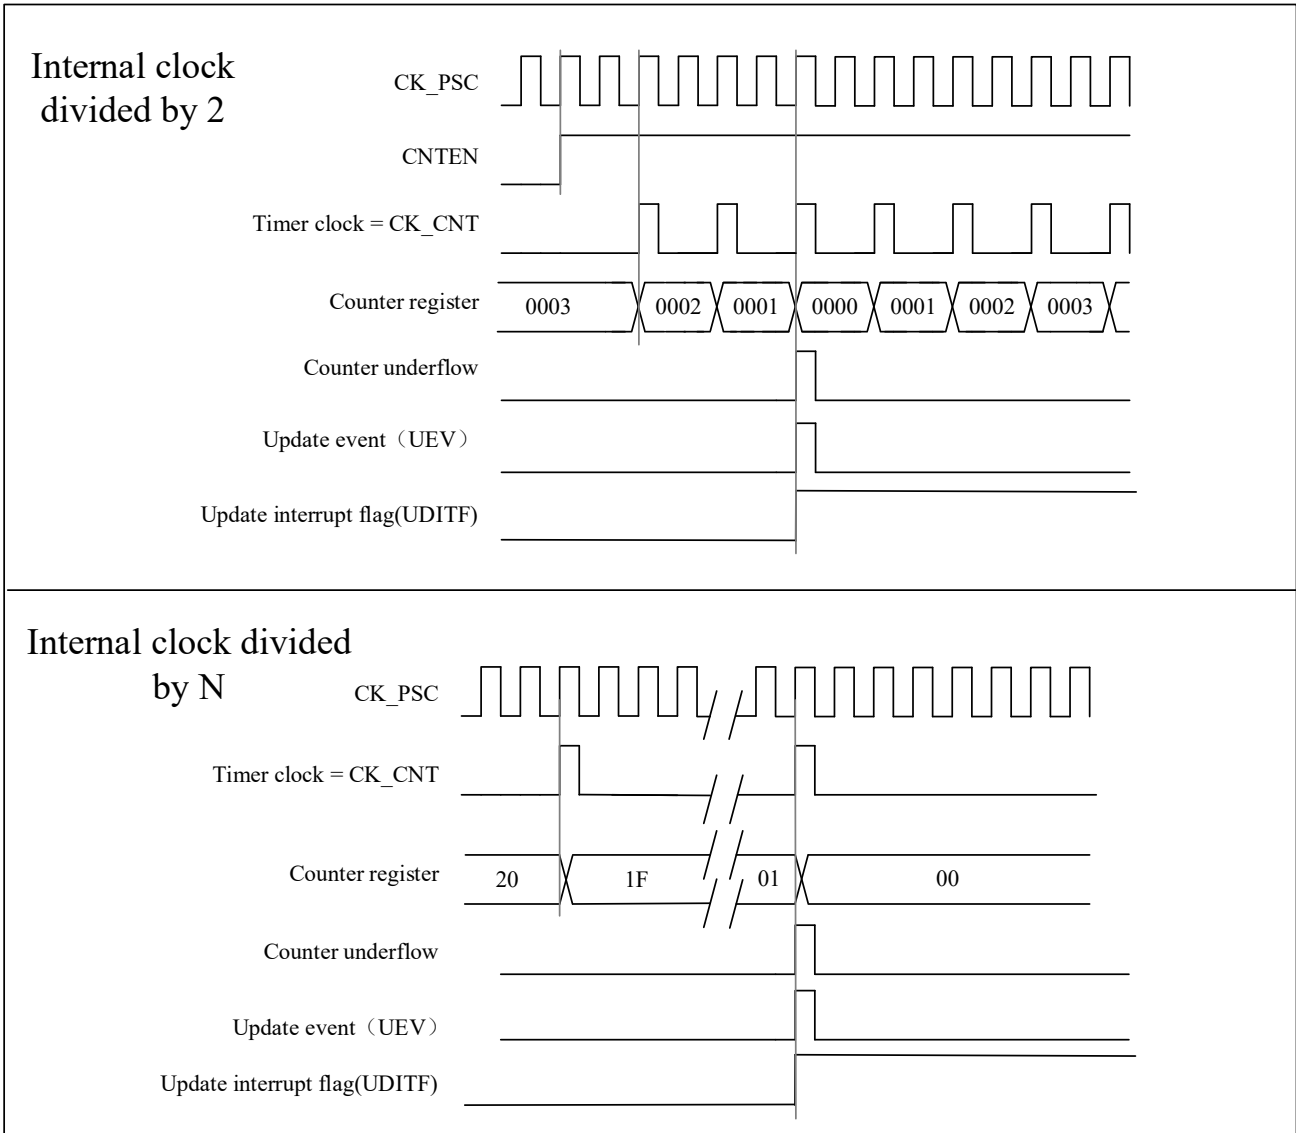 Internal clock
divided by 2
CK_PSC
CNTEN
Timer clock = CK_CNT
Counter register
0003 0002 0001 0000 0001 0002 0003
Counter underflow
Update event（UEV）
Update interrupt flag(UDITF)
Internal clock divided
by N
CK_PSC
Timer clock = CK_CNT
Counter register
20 1F 01 00
Counter underflow
Update event（UEV）
Update interrupt flag(UDITF)